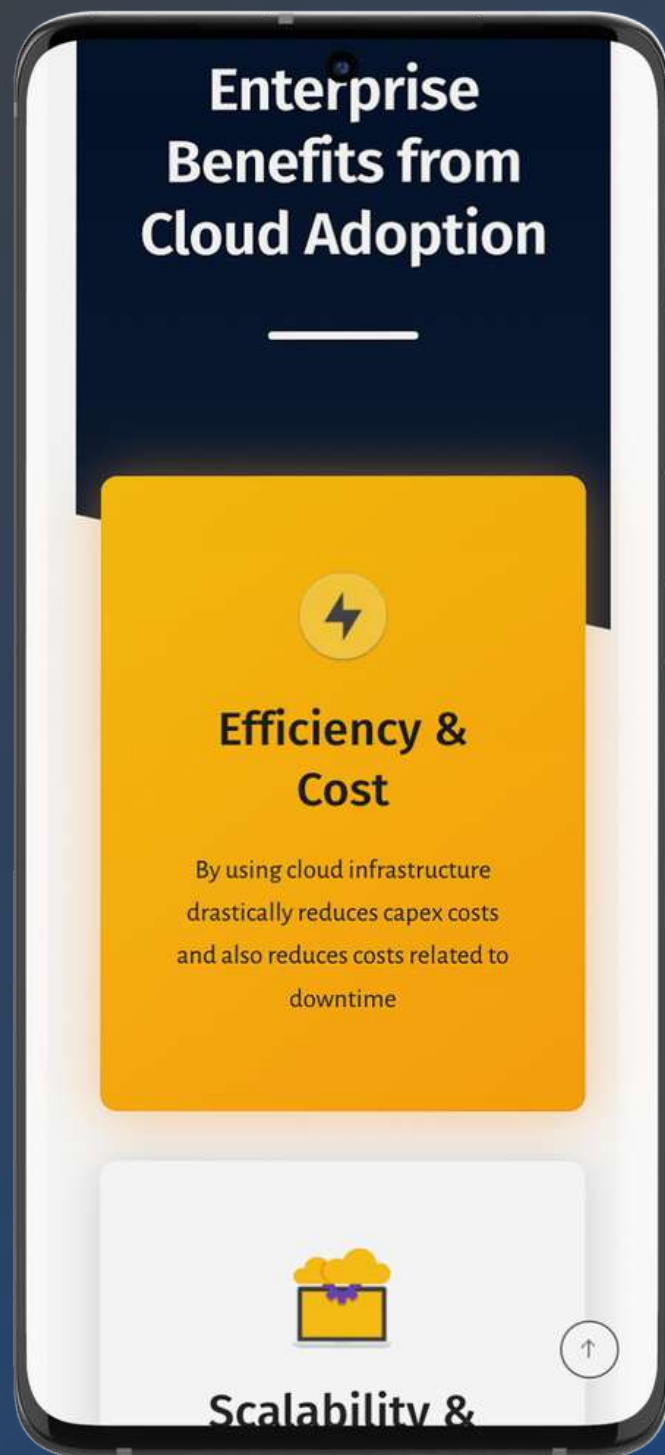 Enterprise
Benefits from
Cloud Adoption
Efficiency &
Cost
By using cloud infrastructure
drastically reduces capex costs
and also reduces costs related to
downtime
Scalability &